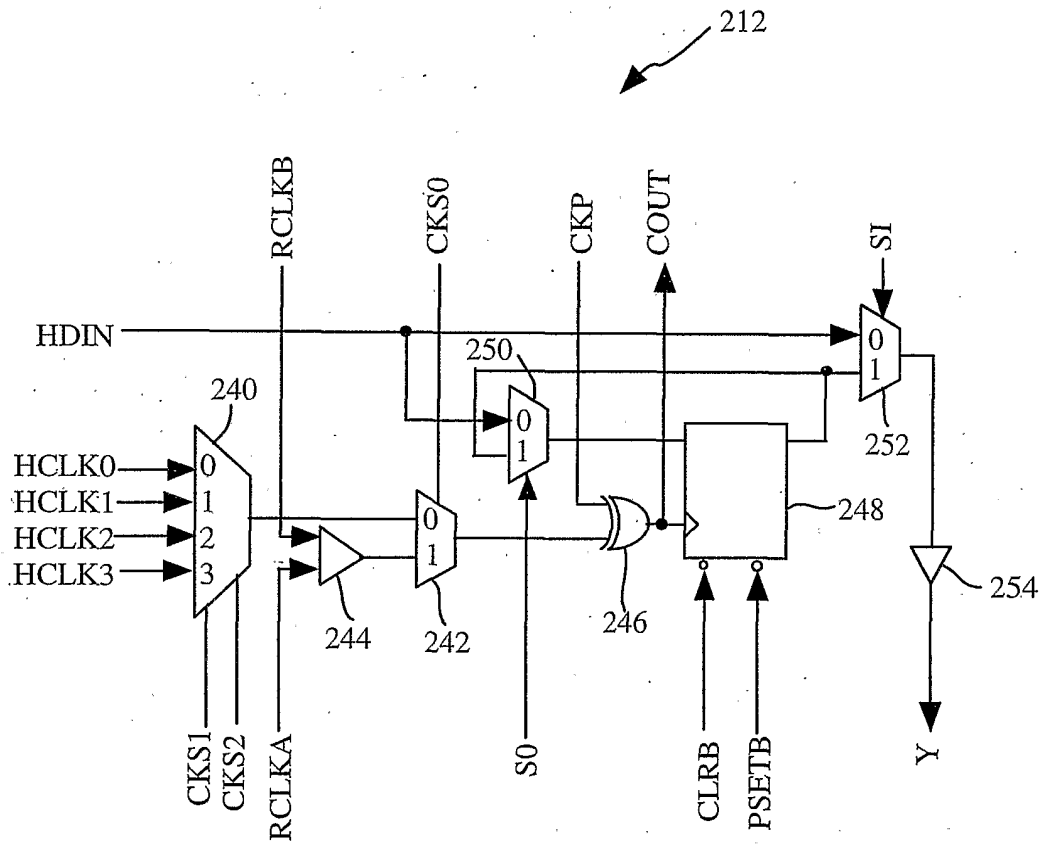 212
RCLKB
CKS0
CKP
COUT
SI
HDIN
250
0
1
0
1
252
240
HCLK0
HCLK1
HCLK2
HCLK3
0
1
2
3
0
1
244
242
246
248
254
CKS1
CKS2
RCLKA
S0
CLRB
PSETB
Y